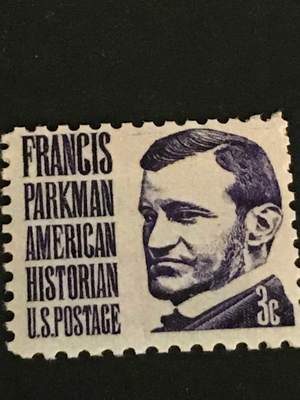 FRANCIS
PARKMAN
AMERICAN
HISTORIAN
U.S. POSTAGE
3c